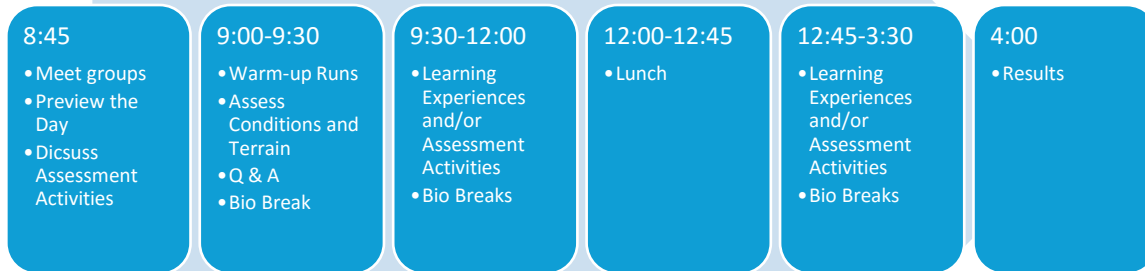 8:45
•Meet groups
•Preview the
Day
•Dicsuss
Assessment
Activities
9:00-9:30
•Warm-up Runs
•Assess
Conditions and
Terrain
•Q & A
•Bio Break
9:30-12:00
•Learning
Experiences
and/or
Assessment
Activities
•Bio Breaks
12:00-12:45
•Lunch
12:45-3:30
•Learning
Experiences
and/or
Assessment
Activities
•Bio Breaks
4:00
•Results